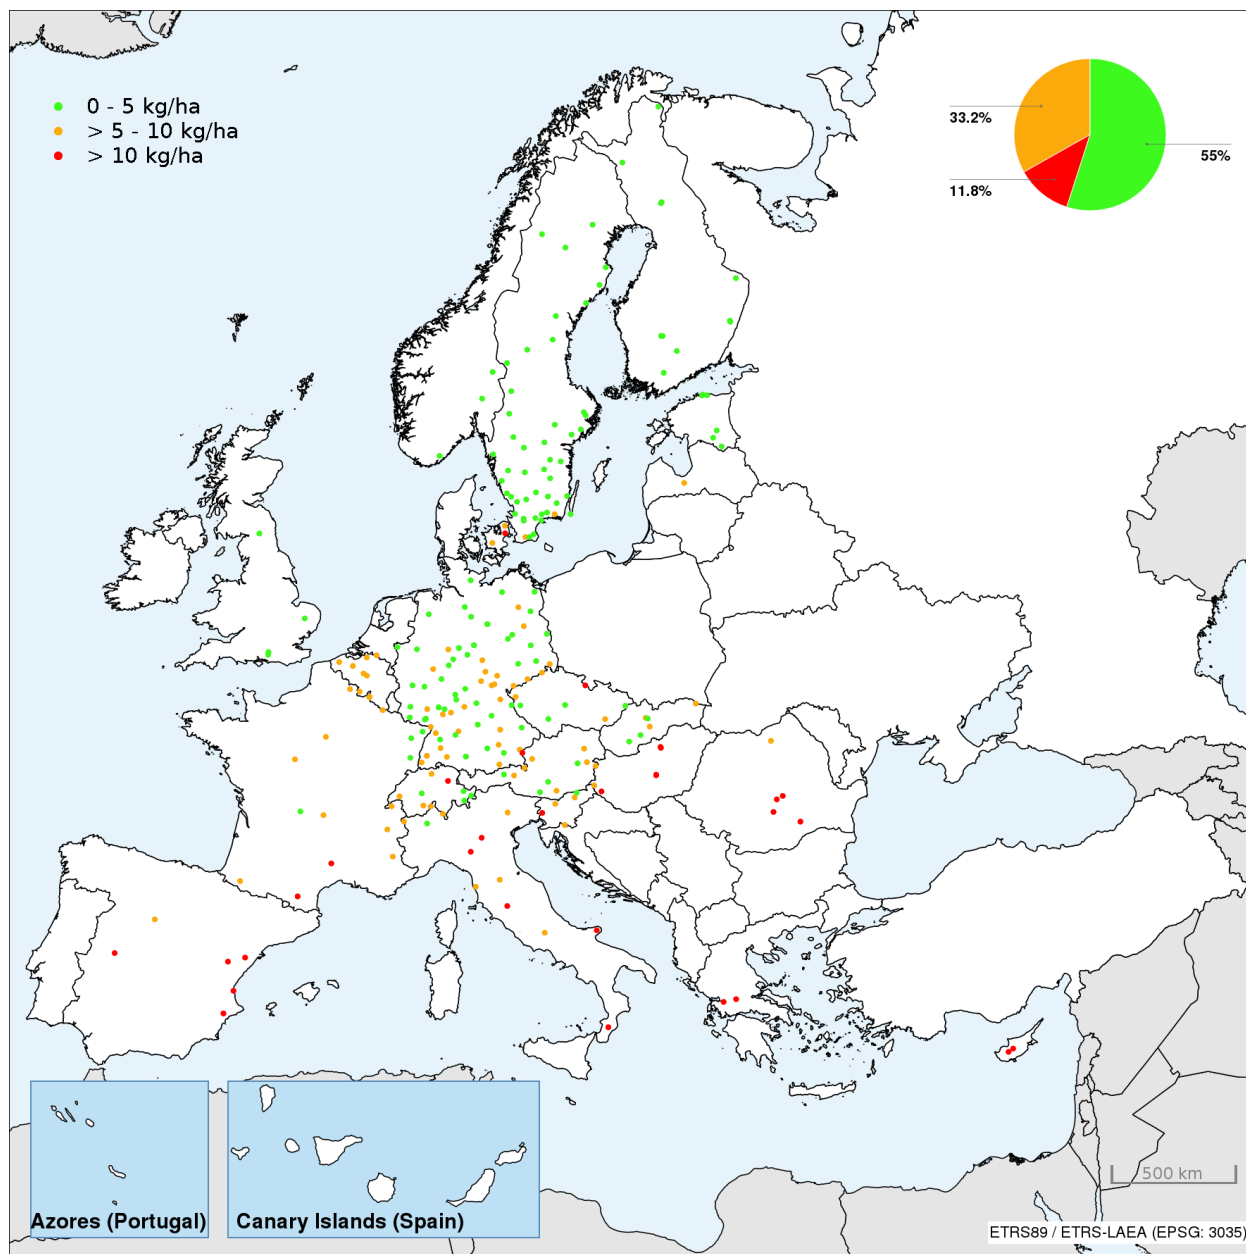 0 - 5 kg/ha
> 5 - 10 kg/ha
> 10 kg/ha
33.2%
55%
11.8%
500 km
Azores (Portugal)
Canary Islands (Spain)
ETRS89 / ETRS-LAEA (EPSG: 3035)